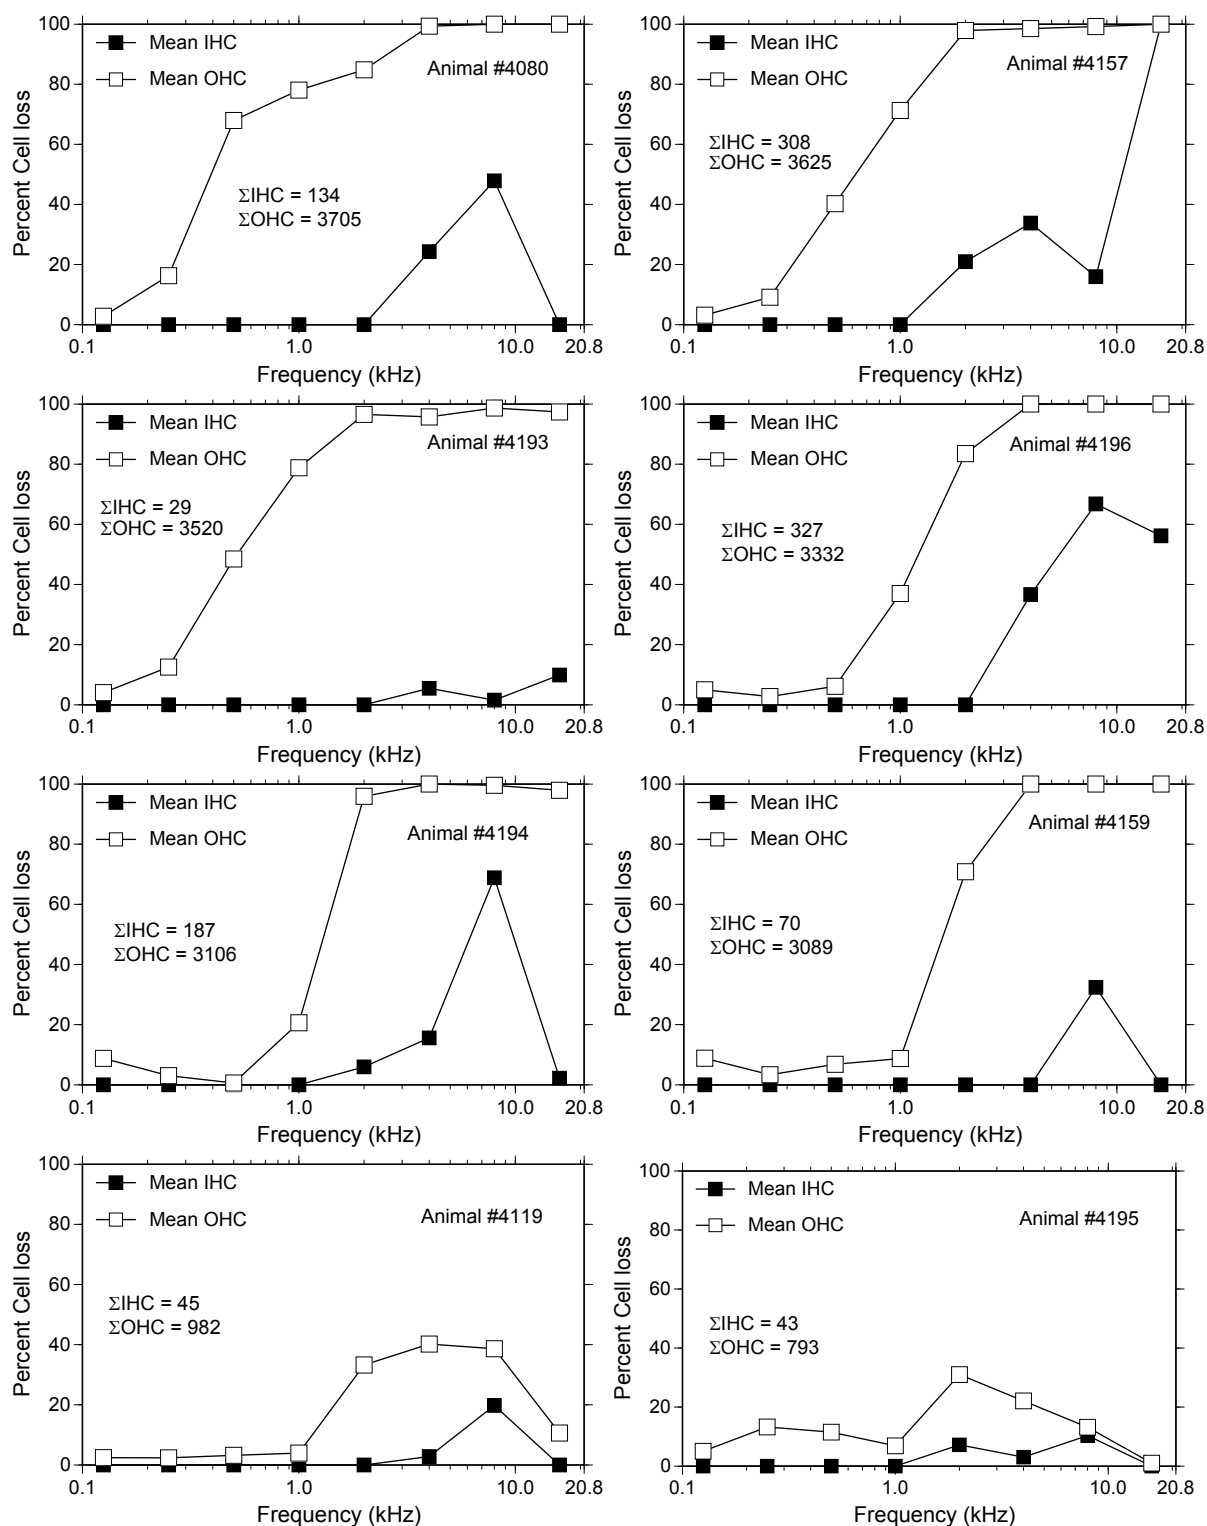 100
80
60
40
20
0
Percent Cell loss
Mean IHC
Mean OHC
Animal #4080
ΣIHC = 134
ΣOHC = 3705
0.1 1.0 10.0 20.8
Frequency (kHz)
100
80
60
40
20
0
Percent Cell loss
Mean IHC
Mean OHC
Animal #4157
ΣIHC = 308
ΣOHC = 3625
0.1 1.0 10.0 20.8
Frequency (kHz)
100
80
60
40
20
0
Percent Cell loss
Mean IHC
Mean OHC
Animal #4193
ΣIHC = 29
ΣOHC = 3520
0.1 1.0 10.0 20.8
Frequency (kHz)
100
80
60
40
20
0
Percent Cell loss
Mean IHC
Mean OHC
Animal #4196
ΣIHC = 327
ΣOHC = 3332
0.1 1.0 10.0 20.8
Frequency (kHz)
100
80
60
40
20
0
Percent Cell loss
Mean IHC
Mean OHC
Animal #4194
ΣIHC = 187
ΣOHC = 3106
0.1 1.0 10.0 20.8
Frequency (kHz)
100
80
60
40
20
0
Percent Cell loss
Mean IHC
Mean OHC
Animal #4159
ΣIHC = 70
ΣOHC = 3089
0.1 1.0 10.0 20.8
Frequency (kHz)
100
80
60
40
20
0
Percent Cell loss
Mean IHC
Mean OHC
Animal #4119
ΣIHC = 45
ΣOHC = 982
0.1 1.0 10.0 20.8
Frequency (kHz)
100
80
60
40
20
0
Percent Cell loss
Mean IHC
Mean OHC
Animal #4195
ΣIHC = 43
ΣOHC = 793
0.1 1.0 10.0 20.8
Frequency (kHz)